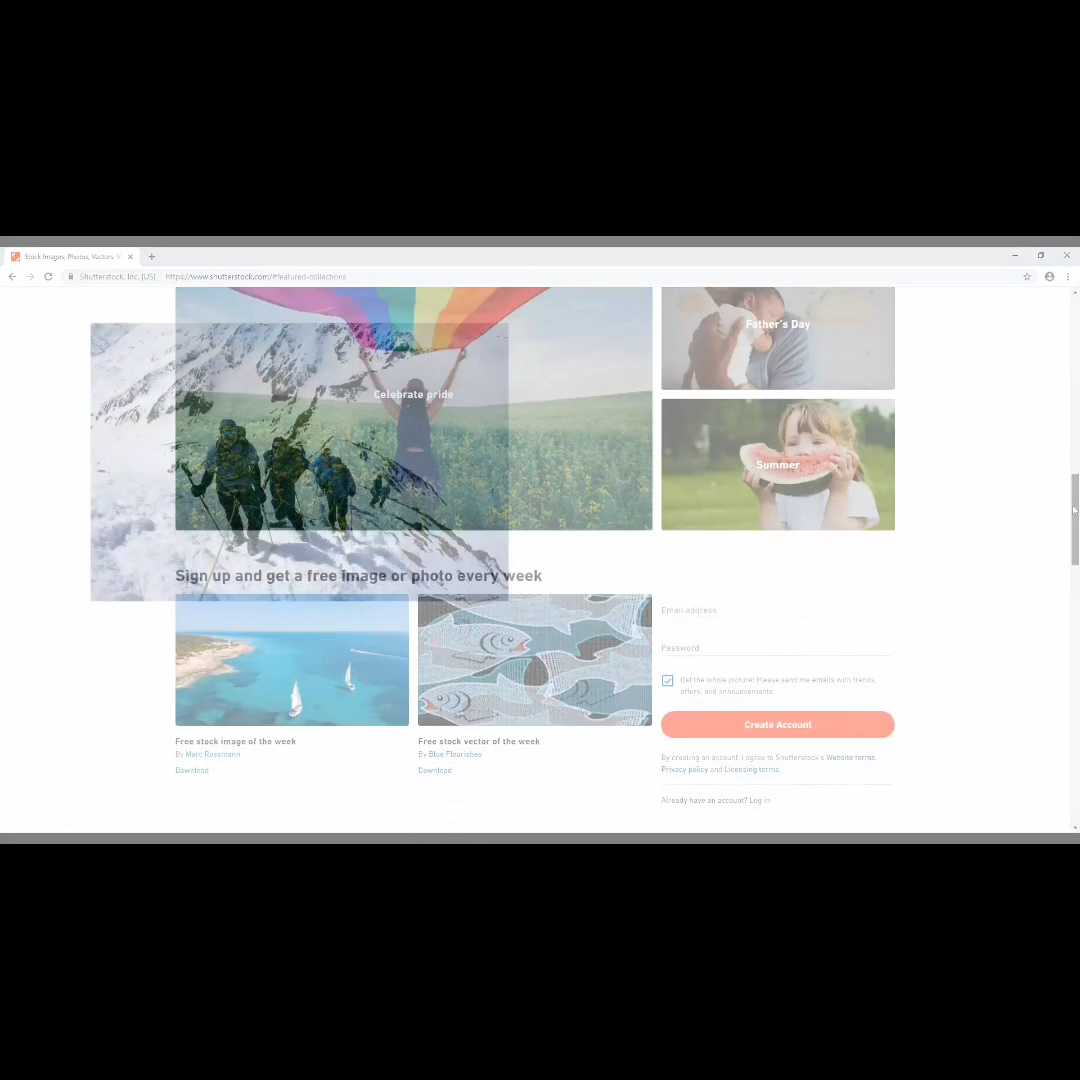 Stock Images, Photos, Vectors, V
Shutterstock, Inc. [US] https://www.shutterstock.com/#featured-collections
Father's Day
Celebrate pride
Summer
Sign up and get a free image or photo every week
Email address
Password
Get the whole picture! Please send me emails with trends,
offers, and announcements.
Create Account
Free stock image of the week
By Marc Rossmann
Download
Free stock vector of the week
By Blue Flourishes
Download
By creating an account, I agree to Shutterstock's Website terms
Privacy policy and Licensing terms.
Already have an account? Log in